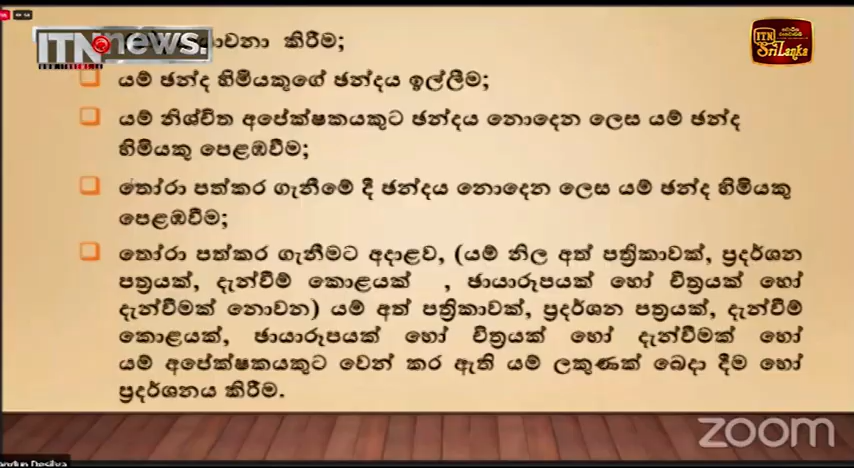 ITN news.
www.itnnews.lk
ITN
Sri Lanka
කිරීම;
යම් ඡන්ද හිමියකුගේ ඡන්දය ඉල්ලීම;
යම් නිශ්චිත අපේක්ෂකයකුට ඡන්දය නොදෙන ලෙස යම් ඡන්ද
හිමියකු පෙළඹවීම;
තෝරා පත්කර ගැනීමේ දී ඡන්දය නොදෙන ලෙස යම් ඡන්ද හිමියකු
පෙළඹවීම;
තෝරා පත්කර ගැනීමට අදාළව, (යම් නිල අත් පත්‍රිකාවක්, ප්‍රදර්ශන
පත්‍රයක්, දැන්වීම් කොළයක් , ඡායාරූපයක් හෝ චිත්‍රයක් හෝ
දැන්වීමක් නොවන) යම් අත් පත්‍රිකාවක්, ප්‍රදර්ශන පත්‍රයක්, දැන්වීම්
කොළයක්, ඡායාරූපයක් හෝ චිත්‍රයක් හෝ දැන්වීමක් හෝ
යම් අපේක්ෂකයකුට වෙන් කර ඇති යම් ලකුණක් බෙදා දීම හෝ
ප්‍රදර්ශනය කිරීම.
zoom